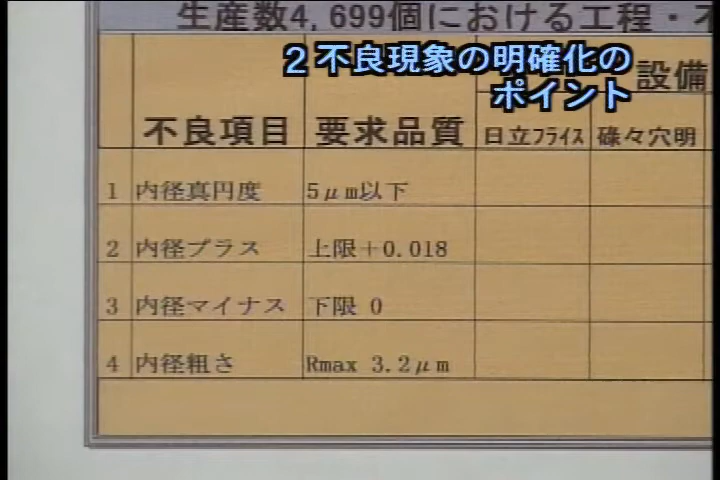 生産数4,699個における工程・
2 不良現象の明確化の
ポイント
設備
不良項目 要求品質 日立フライス 碌々穴明
1 内径真円度 5μm以下
2 内径プラス 上限+0.018
3 内径マイナス 下限 0
4 内径粗さ Rmax 3.2μm